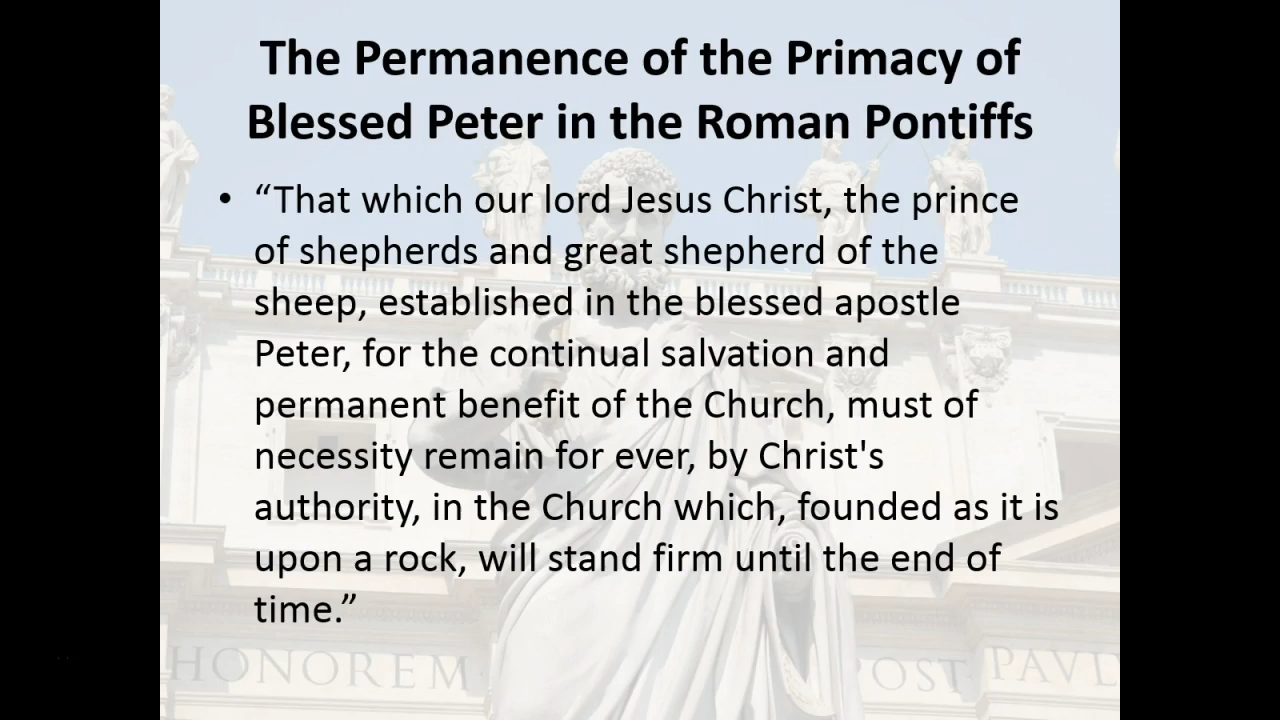 The Permanence of the Primacy of
Blessed Peter in the Roman Pontiffs
• “That which our lord Jesus Christ, the prince
of shepherds and great shepherd of the
sheep, established in the blessed apostle
Peter, for the continual salvation and
permanent benefit of the Church, must of
necessity remain for ever, by Christ's
authority, in the Church which, founded as it is
upon a rock, will stand firm until the end of
time.”
HONOREM POST PAVL